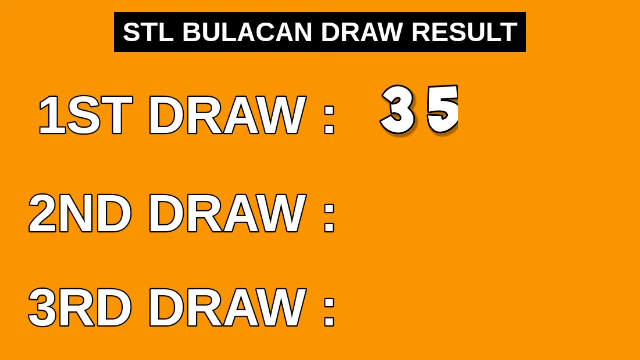 STL BULACAN DRAW RESULT
1ST DRAW : 3 5
2ND DRAW :
3RD DRAW :